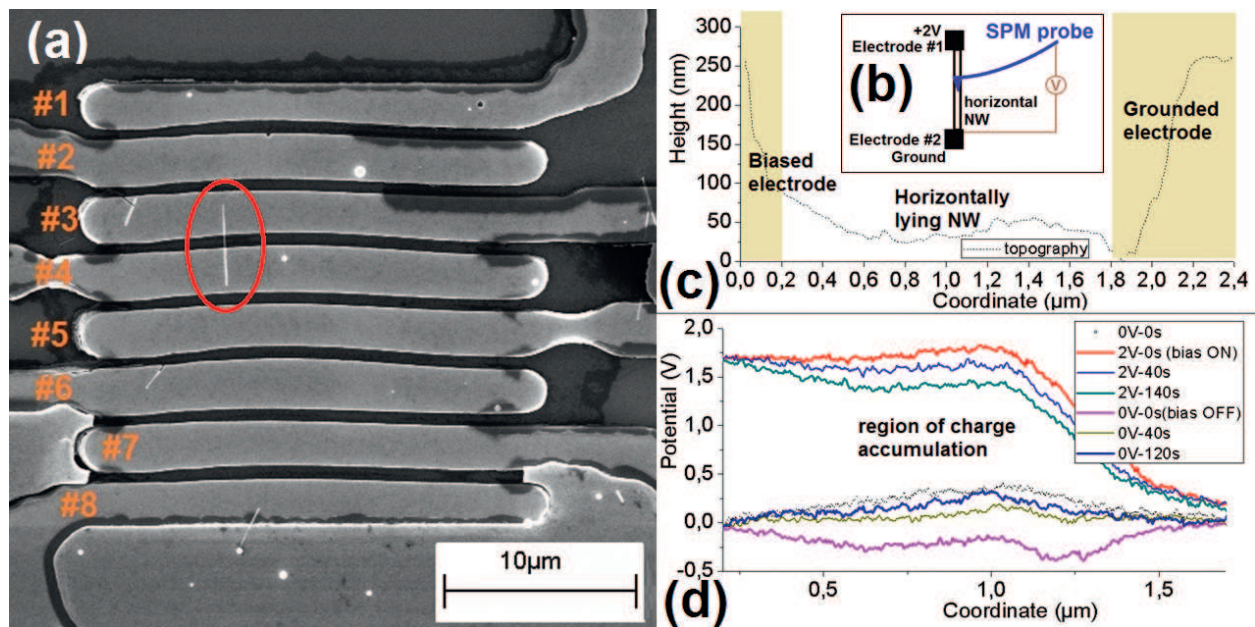 (a)
#1
#2
#3
#4
#5
#6
#7
#8
10µm
300
250
200
150
100
50
0
Height (nm)
+2V
Electrode #1
SPM probe
(b)
V
horizontal
NW
Electrode #2
Ground
Biased
electrode
Horizontally
lying NW
Grounded
electrode
topography
0,0 0,2 0,4 0,6 0,8 1,0 1,2 1,4 1,6 1,8 2,0 2,2 2,4
Coordinate (µm)
(c)
2,0
1,5
1,0
0,5
0,0
-0,5
Potential (V)
0V-0s
2V-0s (bias ON)
2V-40s
2V-140s
0V-0s(bias OFF)
0V-40s
0V-120s
region of charge
accumulation
0,5 1,0 1,5
Coordinate (µm)
(d)